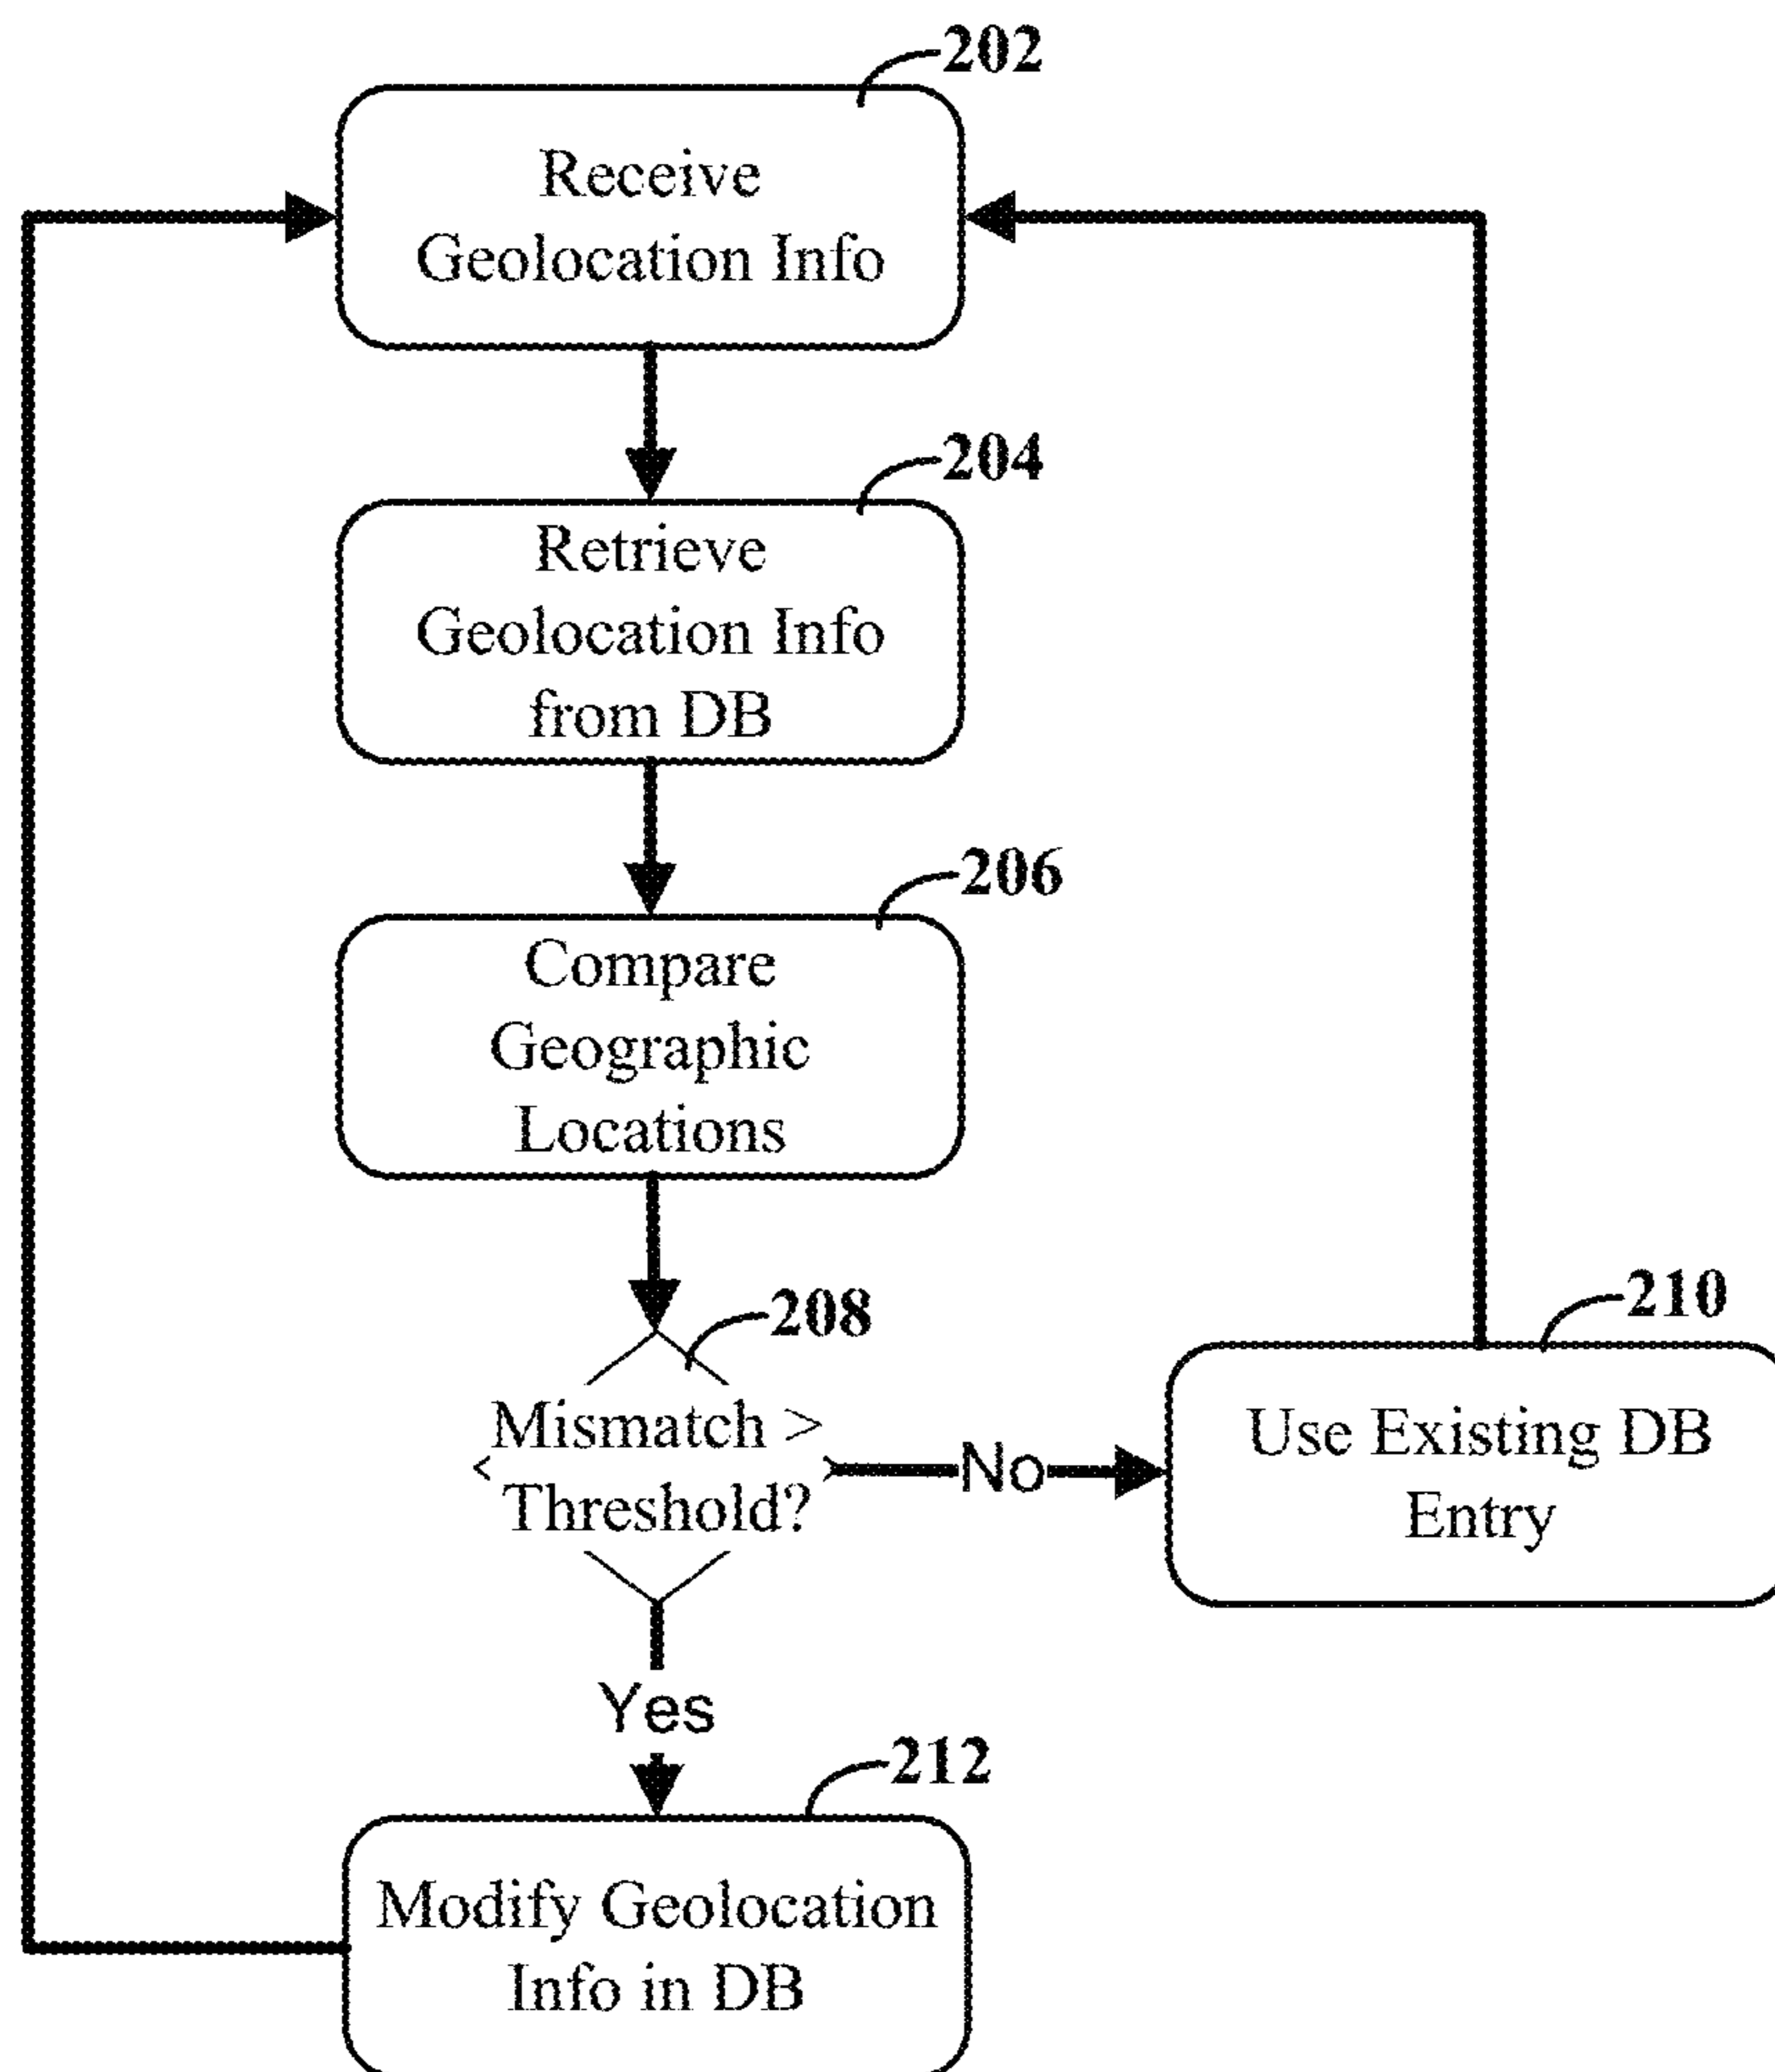 202
Receive
Geolocation Info
204
Retrieve
Geolocation Info
from DB
206
Compare
Geographic
Locations
208
Mismatch >
Threshold?
No
210
Use Existing DB
Entry
Yes
212
Modify Geolocation
Info in DB